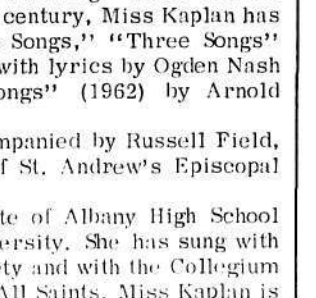 century, Miss Kaplan has
Songs," "Three Songs"
with lyrics by Ogden Nash
ongs" (1962) by Arnold
mpanied by Russell Field,
f St. Andrew's Episcopal
te of Albany High School
ersity. She has sung with
ety and with the Collegium
All Saints. Miss Kaplan is